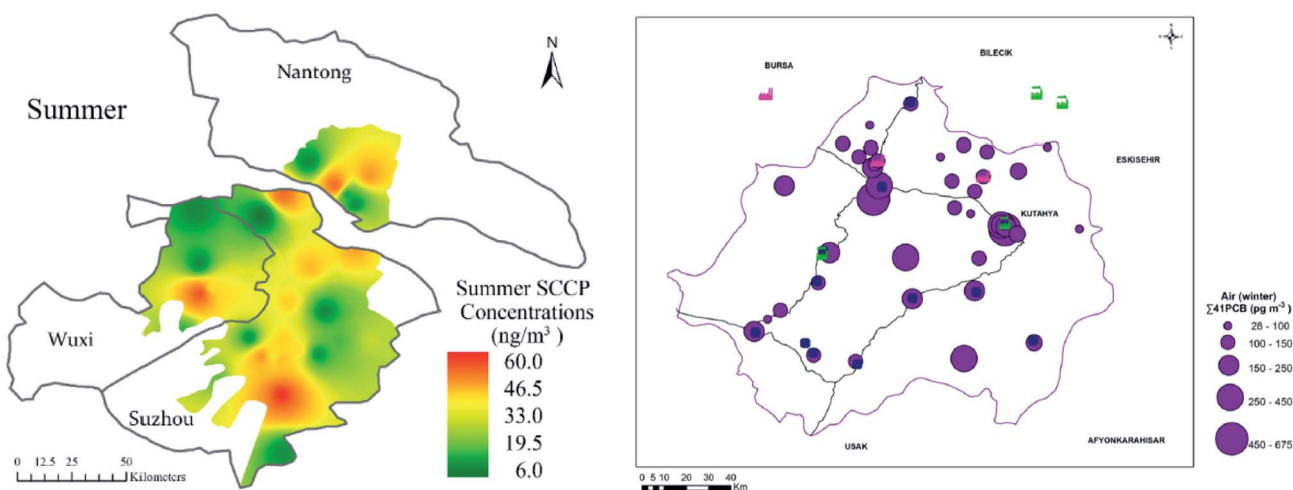 Summer
Nantong
N
Wuxi
Suzhou
Summer SCCP
Concentrations
(ng/m³)
60.0
46.5
33.0
19.5
6.0
0 12.5 25 50
Kilometers
BURSA
BILECIK
ESKISEHIR
KUTAHYA
USAK
AFYONKARAHISAR
Air (winter)
∑41PCB (pg m⁻³)
28 - 100
100 - 150
150 - 250
250 - 450
450 - 675
0 5 10 20 30 40
Km